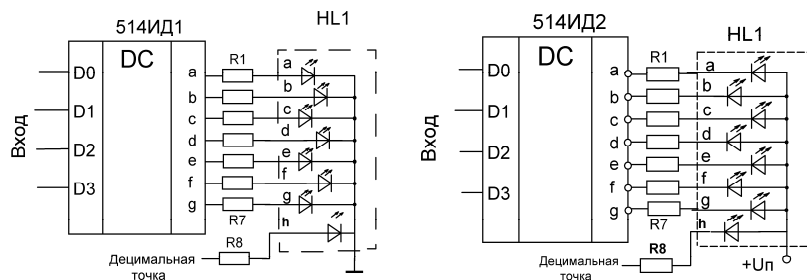 514ИД1
HL1
DC
R1
D0
D1
D2
D3
Вход
a
b
c
d
e
f
g
a
b
c
d
e
f
g
h
R7
R8
Децимальная
точка
514ИД2
HL1
DC
R1
D0
D1
D2
D3
Вход
a
b
c
d
e
f
g
a
b
c
d
e
f
g
h
R7
R8
Децимальная
точка
+Uп